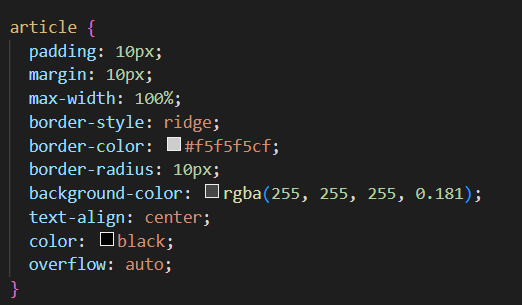 article {
  padding: 10px;
  margin: 10px;
  max-width: 100%;
  border-style: ridge;
  border-color: #f5f5f5cf;
  border-radius: 10px;
  background-color: rgba(255, 255, 255, 0.181);
  text-align: center;
  color: black;
  overflow: auto;
}